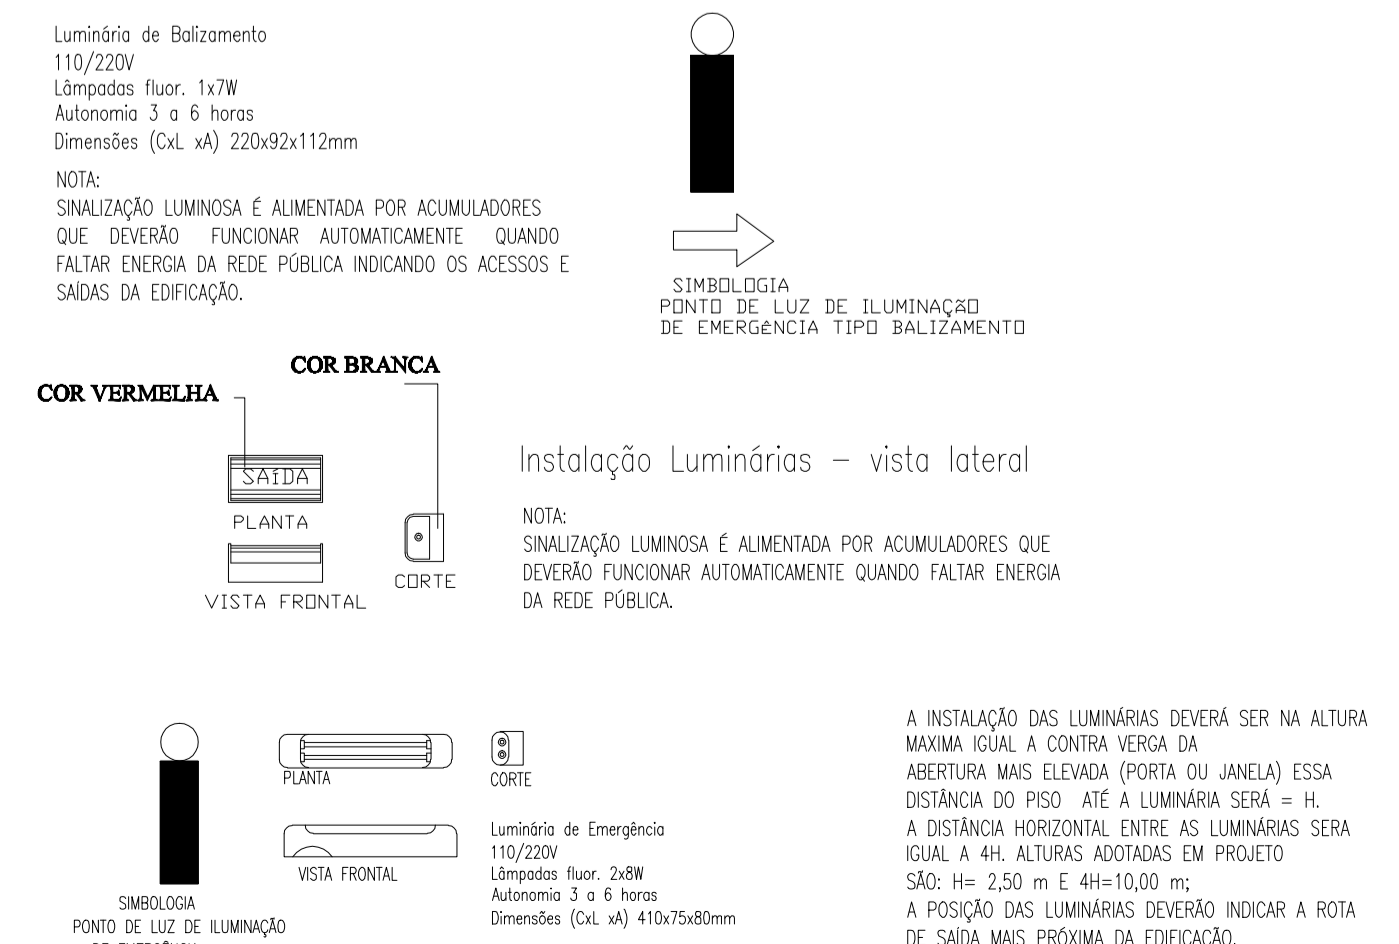 Luminária de Balizamento
110/220V
Lâmpadas fluor. 1x7W
Autonomia 3 a 6 horas
Dimensões (CxL xA) 220x92x112mm
NOTA:
SINALIZAÇÃO LUMINOSA É ALIMENTADA POR ACUMULADORES
QUE DEVERÃO FUNCIONAR AUTOMATICAMENTE QUANDO
FALTAR ENERGIA DA REDE PÚBLICA INDICANDO OS ACESSOS E
SAÍDAS DA EDIFICAÇÃO.
SIMBOLOGIA
PONTO DE LUZ DE ILUMINAÇÃO
DE EMERGÊNCIA TIPO BALIZAMENTO
COR BRANCA
COR VERMELHA
SAÍDA
PLANTA
VISTA FRONTAL
CORTE
Instalação Luminárias – vista lateral
NOTA:
SINALIZAÇÃO LUMINOSA É ALIMENTADA POR ACUMULADORES QUE
DEVERÃO FUNCIONAR AUTOMATICAMENTE QUANDO FALTAR ENERGIA
DA REDE PÚBLICA.
SIMBOLOGIA
PONTO DE LUZ DE ILUMINAÇÃO
DE EMERGÊNCIA
PLANTA
VISTA FRONTAL
CORTE
Luminária de Emergência
110/220V
Lâmpadas fluor. 2x8W
Autonomia 3 a 6 horas
Dimensões (CxL xA) 410x75x80mm
A INSTALAÇÃO DAS LUMINÁRIAS DEVERÁ SER NA ALTURA
MAXIMA IGUAL A CONTRA VERGA DA
ABERTURA MAIS ELEVADA (PORTA OU JANELA) ESSA
DISTÂNCIA DO PISO ATÉ A LUMINÁRIA SERÁ = H.
A DISTÂNCIA HORIZONTAL ENTRE AS LUMINÁRIAS SERA
IGUAL A 4H. ALTURAS ADOTADAS EM PROJETO
SÃO: H= 2,50 m E 4H=10,00 m;
A POSIÇÃO DAS LUMINÁRIAS DEVERÃO INDICAR A ROTA
DE SAÍDA MAIS PRÓXIMA DA EDIFICAÇÃO.